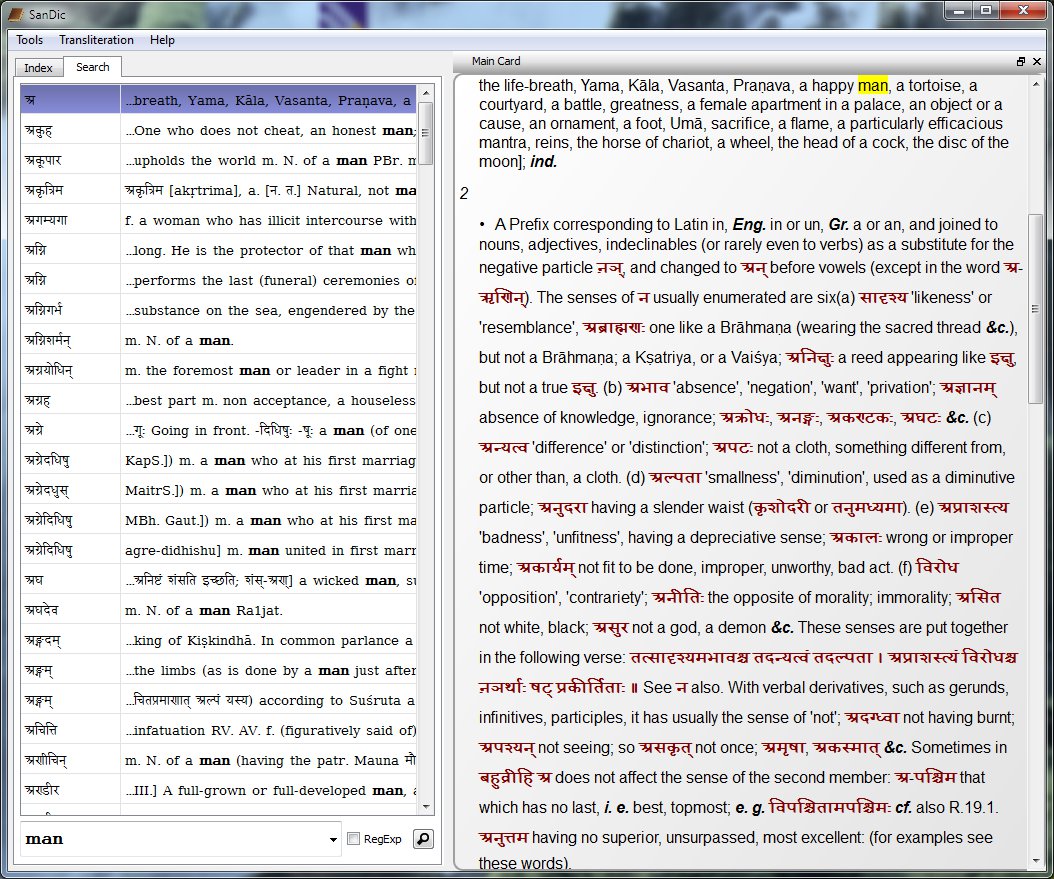 SanDic
Tools Transliteration Help
Index Search
अ ...breath, Yama, Kāla, Vasanta, Praṇava, a
अकुह ...One who does not cheat, an honest man;
अकूपार ...upholds the world m. N. of a man PBr. m
अकृत्रिम अकृत्रिम [akṛtrima], a. [न. त.] Natural, not ma
अगम्यगा f. a woman who has illicit intercourse with
अग्नि ...long. He is the protector of that man wh
अग्नि ...performs the last (funeral) ceremonies o
अग्निगर्भ ...substance on the sea, engendered by the
अग्निशर्मन् m. N. of a man.
अग्रयोधिन् m. the foremost man or leader in a fight
अग्रह ...best part m. non acceptance, a houseless
अग्रे ...गूः Going in front. -दिधिषुः -षूः a man (of one
अग्रेदधिषु KapS.]) m. a man who at his first marriag
अग्रेदधुस् MaitrS.]) m. a man who at his first marria
अग्रेदिधिषु MBh. Gaut.]) m. a man who at his first ma
अग्रेदिधिषु agre-didhishu] m. man united in first marr
अघ ...अनिष्टं शंसति इच्छति; शंस्-अण्] a wicked man, su
अघदेव m. N. of a man Ra1jat.
अङ्गदम् ...king of Kiṣkindhā. In common parlance a
अङ्गम् ...the limbs (as is done by a man just after
अङ्गम् ...चितप्रमाणात् अल्पं यस्य) according to Suśruta a
अचित्ति ...infatuation RV. AV. f. (figuratively said of)
अणीचिन् m. N. of a man (having the patr. Mauna मौ
अण्डीर ...III.] A full-grown or full-developed man, a
man RegExp
Main Card
the life-breath, Yama, Kāla, Vasanta, Praṇava, a happy man, a tortoise, a
courtyard, a battle, greatness, a female apartment in a palace, an object or a
cause, an ornament, a foot, Umā, sacrifice, a flame, a particularly efficacious
mantra, reins, the horse of chariot, a wheel, the head of a cock, the disc of the
moon]; ind.
2
• A Prefix corresponding to Latin in, Eng. in or un, Gr. a or an, and joined to
nouns, adjectives, indeclinables (or rarely even to verbs) as a substitute for the
negative particle नञ्, and changed to अन् before vowels (except in the word अ-
ऋणिन्). The senses of न usually enumerated are six(a) सादृश्य 'likeness' or
'resemblance', अब्राह्मणः one like a Brāhmaṇa (wearing the sacred thread &c.),
but not a Brāhmaṇa; a Kṣatriya, or a Vaiśya; अनिक्षुः a reed appearing like इक्षु,
but not a true इक्षु. (b) अभाव 'absence', 'negation', 'want', 'privation'; अज्ञानम्
absence of knowledge, ignorance; अक्रोधः, अनङ्गः, अकण्टकः, अघटः &c. (c)
अन्यत्व 'difference' or 'distinction'; अपटः not a cloth, something different from,
or other than, a cloth. (d) अल्पता 'smallness', 'diminution', used as a diminutive
particle; अनुदरा having a slender waist (कृशोदरी or तनुमध्यमा). (e) अप्राशस्त्य
'badness', 'unfitness', having a depreciative sense; अकालः wrong or improper
time; अकार्यम् not fit to be done, improper, unworthy, bad act. (f) विरोध
'opposition', 'contrariety'; अनीतिः the opposite of morality; immorality; असित
not white, black; असुर not a god, a demon &c. These senses are put together
in the following verse: तत्सादृश्यमभावश्च तदन्यत्वं तदल्पता । अप्राशस्त्यं विरोधश्च
नञर्थाः षट् प्रकीर्तिताः ॥ See न also. With verbal derivatives, such as gerunds,
infinitives, participles, it has usually the sense of 'not'; अदग्ध्वा not having burnt;
अपश्यन् not seeing; so असकृत् not once; अमृषा, अकस्मात् &c. Sometimes in
बहुव्रीहि अ does not affect the sense of the second member: अ-पश्चिम that
which has no last, i. e. best, topmost; e. g. विपश्चितामपश्चिमः cf. also R.19.1.
अनुत्तम having no superior, unsurpassed, most excellent: (for examples see
these words).